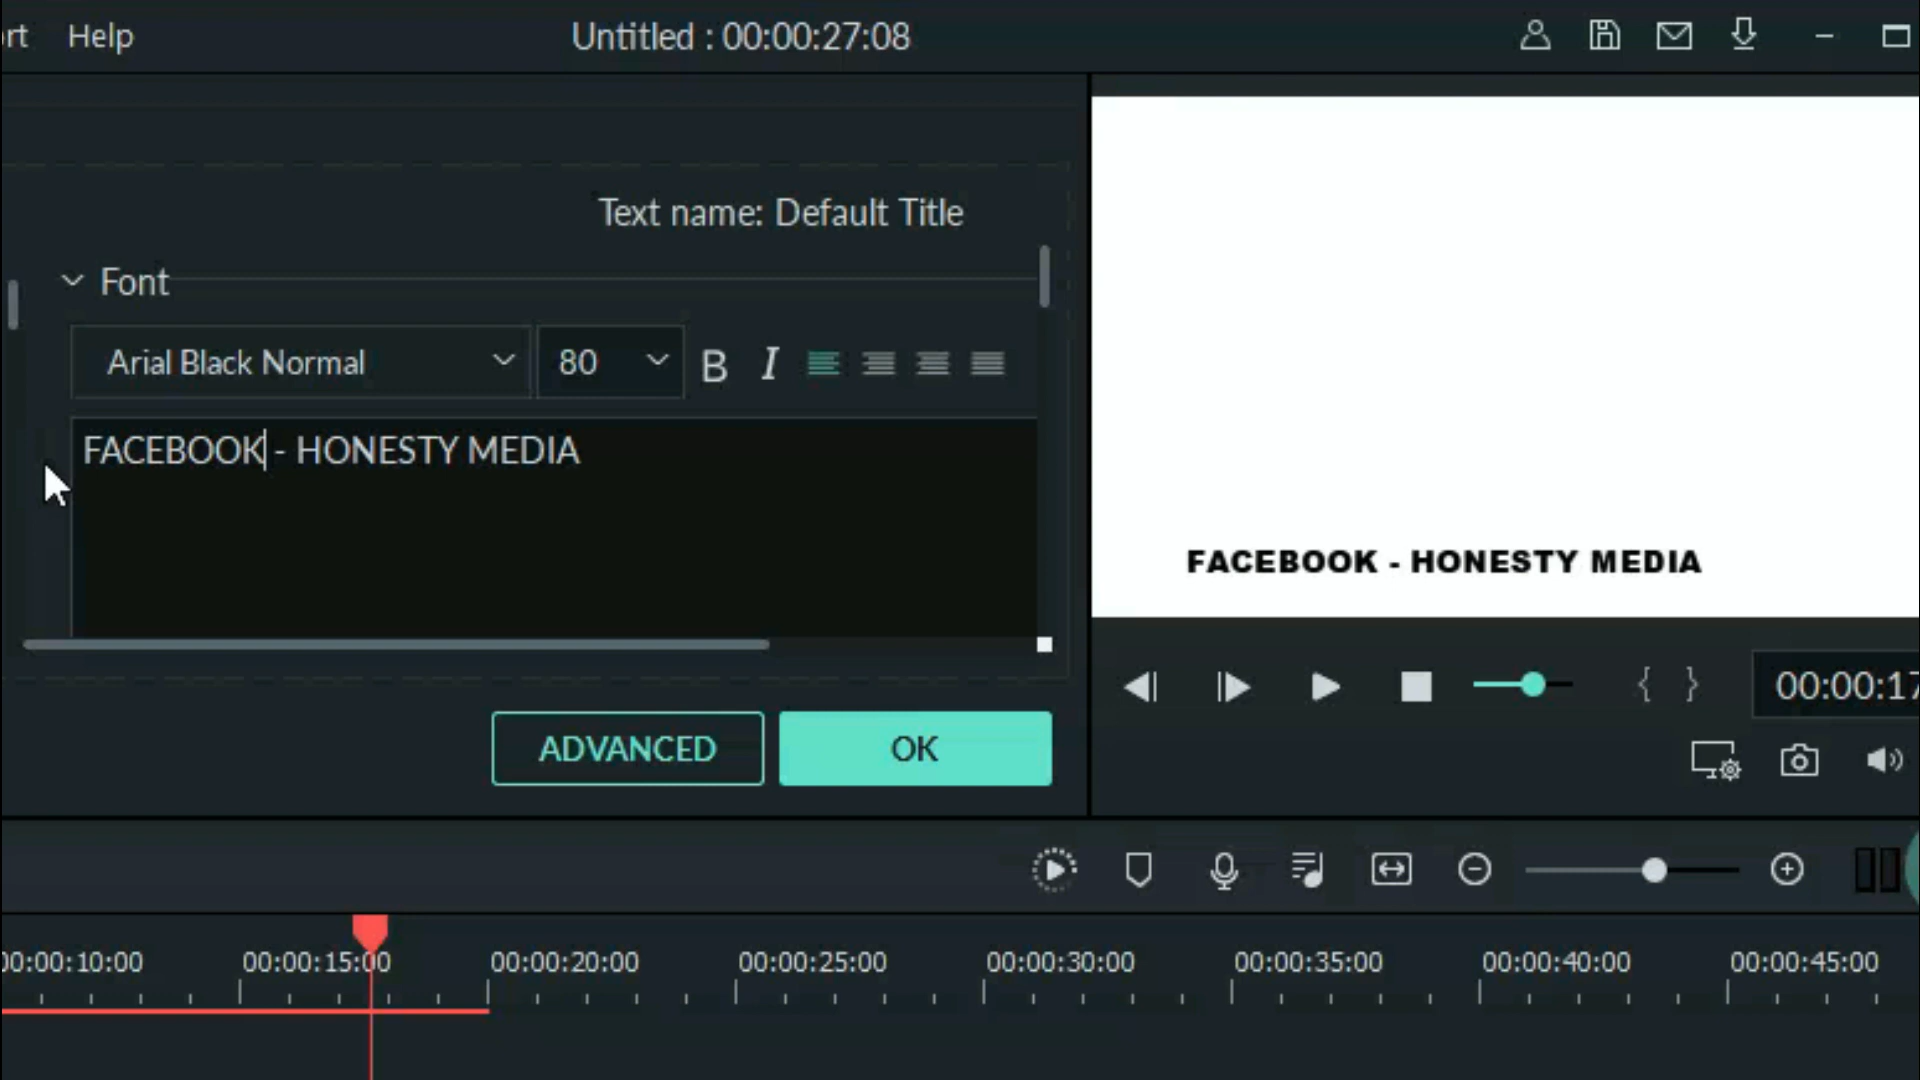 Help
Untitled : 00:00:27:08
Text name: Default Title
Font
Arial Black Normal
80
B I
FACEBOOK - HONESTY MEDIA
FACEBOOK - HONESTY MEDIA
{ }
00:00:17
ADVANCED
OK
00:00:10:00
00:00:15:00
00:00:20:00
00:00:25:00
00:00:30:00
00:00:35:00
00:00:40:00
00:00:45:00